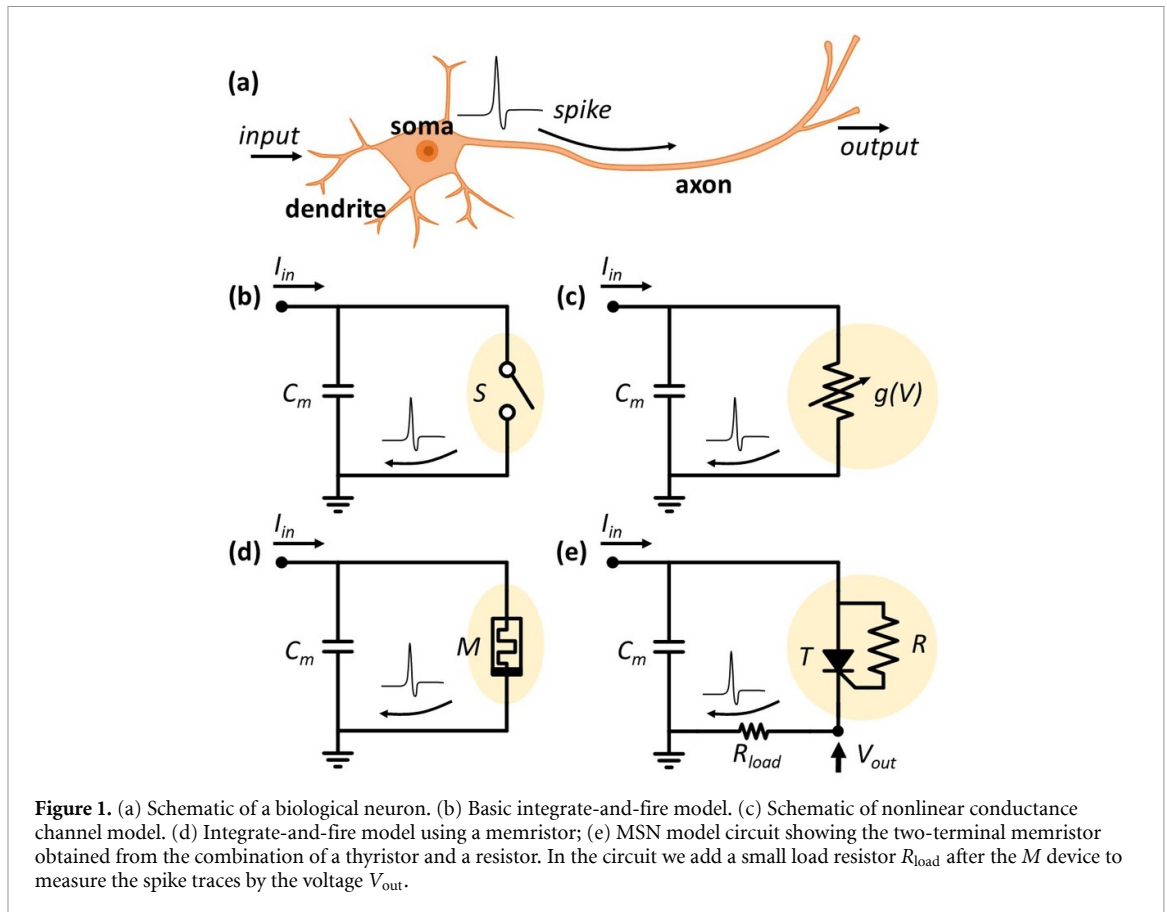 (a)
spike
soma
input
output
axon
dendrite
I_in
I_in
(b)
(c)
C_m
S
C_m
g(V)
I_in
I_in
(d)
(e)
C_m
M
C_m
T
R
R_load
V_out
Figure 1. (a) Schematic of a biological neuron. (b) Basic integrate-and-fire model. (c) Schematic of nonlinear conductance
channel model. (d) Integrate-and-fire model using a memristor; (e) MSN model circuit showing the two-terminal memristor
obtained from the combination of a thyristor and a resistor. In the circuit we add a small load resistor R_load after the M device to
measure the spike traces by the voltage V_out.